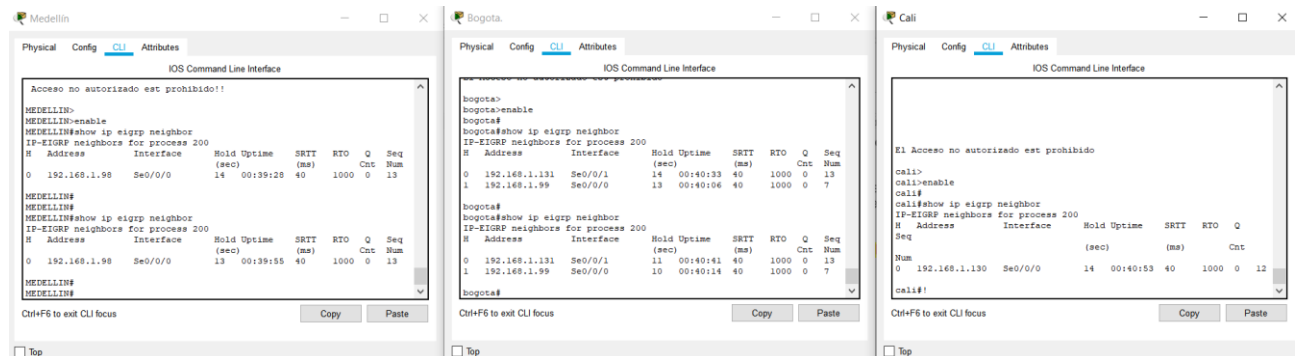 Medellín
Physical Config CLI Attributes
IOS Command Line Interface
Acceso no autorizado est prohibido!!
MEDELLIN>
MEDELLIN>enable
MEDELLIN#show ip eigrp neighbor
IP-EIGRP neighbors for process 200
H Address Interface Hold Uptime SRTT RTO Q Seq
(sec) (ms) Cnt Num
0 192.168.1.98 Se0/0/0 14 00:39:28 40 1000 0 13
MEDELLIN#
MEDELLIN#
MEDELLIN#show ip eigrp neighbor
IP-EIGRP neighbors for process 200
H Address Interface Hold Uptime SRTT RTO Q Seq
(sec) (ms) Cnt Num
0 192.168.1.98 Se0/0/0 13 00:39:55 40 1000 0 13
MEDELLIN#
MEDELLIN#
Ctrl+F6 to exit CLI focus
Copy Paste
Top
Bogota.
Physical Config CLI Attributes
IOS Command Line Interface
El Acceso no autorizado est prohibido
bogota>
bogota>enable
bogota#
bogota#show ip eigrp neighbor
IP-EIGRP neighbors for process 200
H Address Interface Hold Uptime SRTT RTO Q Seq
(sec) (ms) Cnt Num
0 192.168.1.131 Se0/0/1 14 00:40:33 40 1000 0 13
1 192.168.1.99 Se0/0/0 13 00:40:06 40 1000 0 7
bogota#
bogota#show ip eigrp neighbor
IP-EIGRP neighbors for process 200
H Address Interface Hold Uptime SRTT RTO Q Seq
(sec) (ms) Cnt Num
0 192.168.1.131 Se0/0/1 11 00:40:41 40 1000 0 13
1 192.168.1.99 Se0/0/0 10 00:40:14 40 1000 0 7
bogota#
Ctrl+F6 to exit CLI focus
Copy Paste
Top
Cali
Physical Config CLI Attributes
IOS Command Line Interface
El Acceso no autorizado est prohibido
cali>
cali>enable
cali#
cali#show ip eigrp neighbor
IP-EIGRP neighbors for process 200
H Address Interface Hold Uptime SRTT RTO Q
Seq
(sec) (ms) Cnt
Num
0 192.168.1.130 Se0/0/0 14 00:40:53 40 1000 0 12
cali#!
Ctrl+F6 to exit CLI focus
Copy Paste
Top